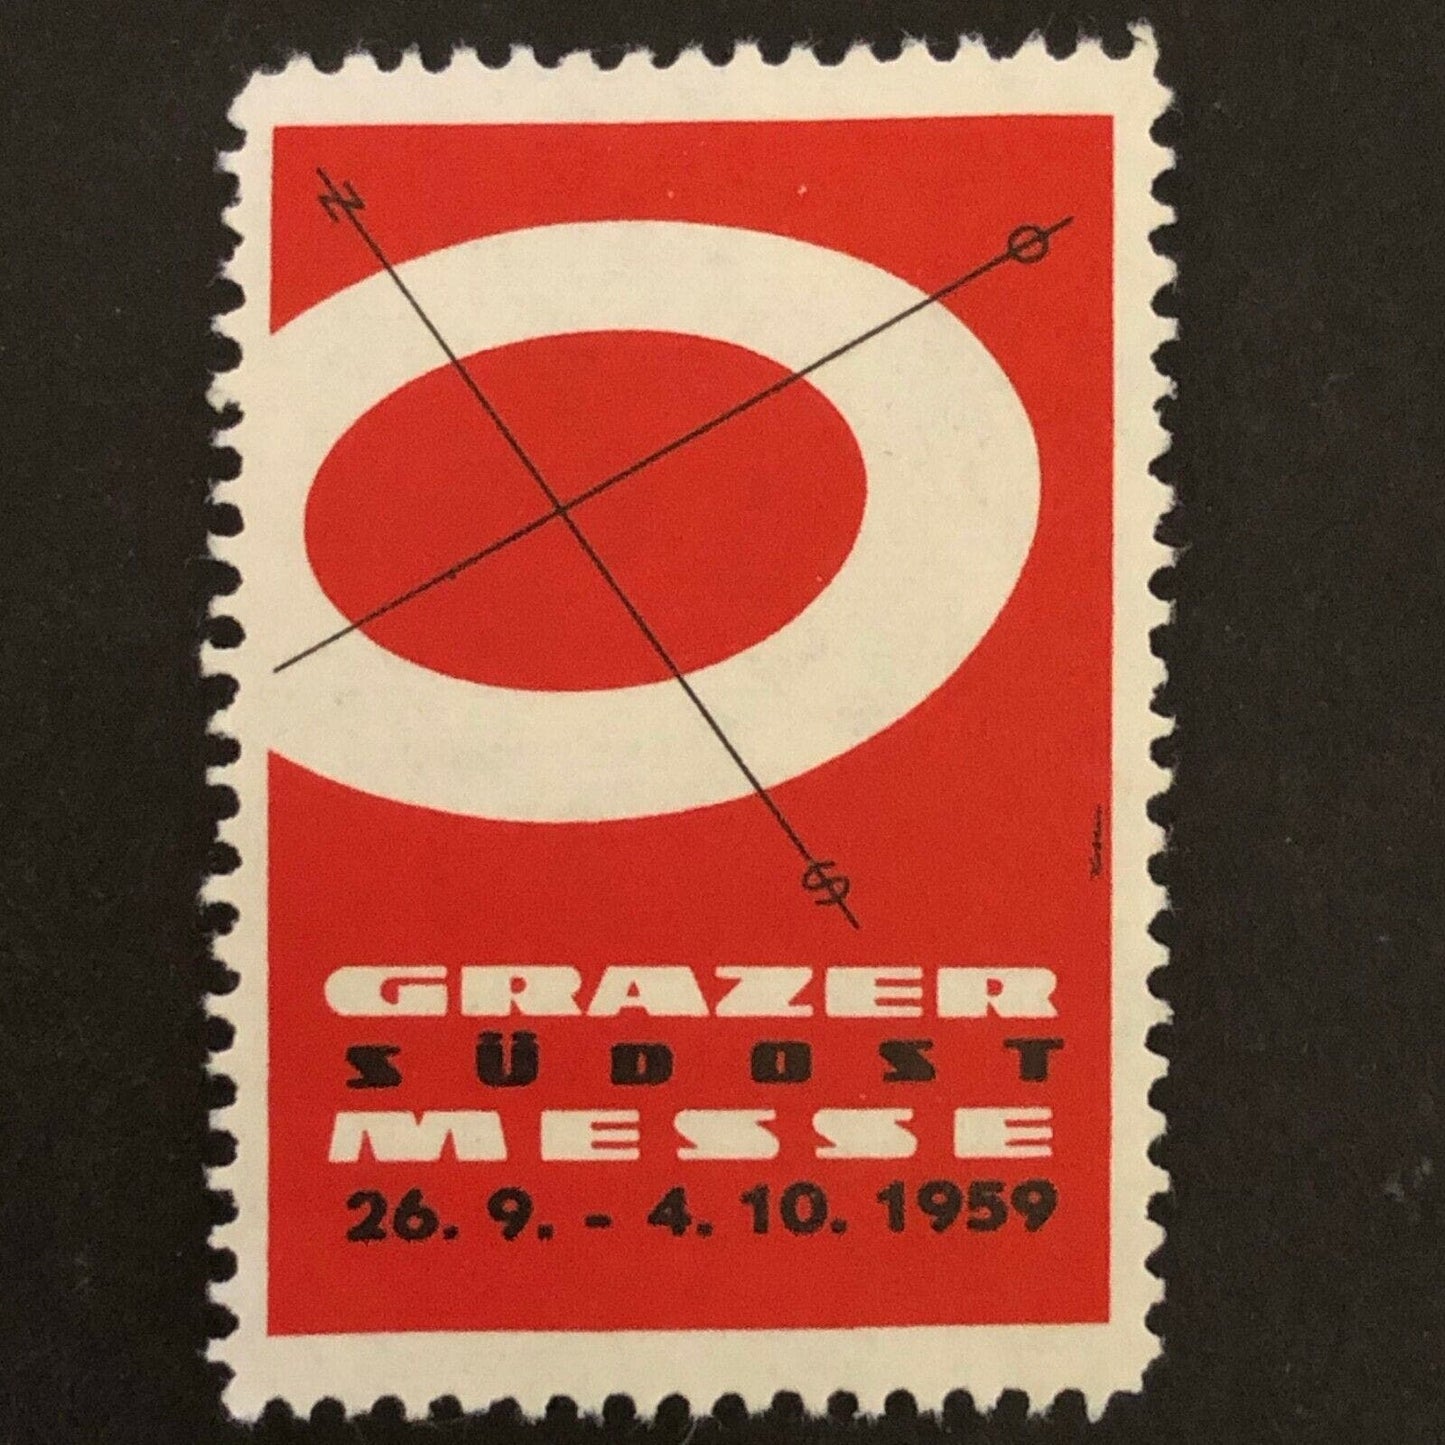 N
O
S
GRAZER
SÜDOST
MESSE
26. 9. - 4. 10. 1959